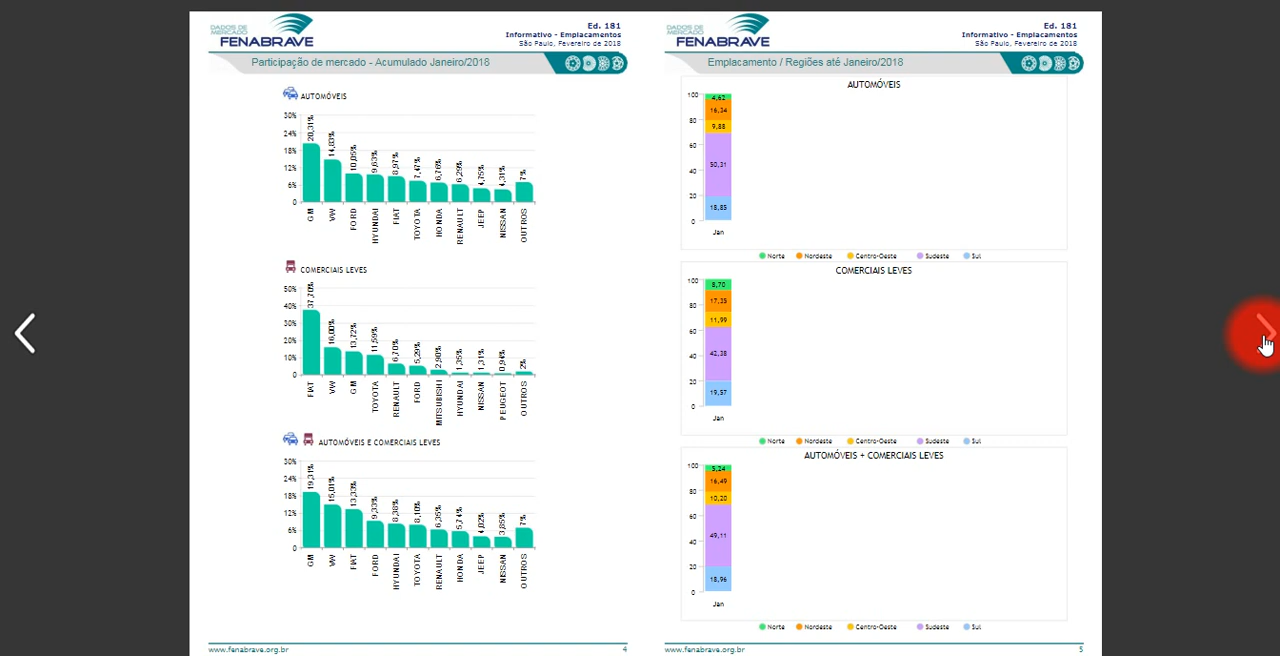 DADOS DE
MERCADO
FENABRAVE
Ed. 181
Informativo - Emplacamentos
São Paulo, Fevereiro de 2018
Participação de mercado - Acumulado Janeiro/2018
AUTOMÓVEIS
30%
24%
18%
12%
6%
0
20,31%
14,83%
10,05%
9,63%
8,97%
7,47%
6,76%
6,29%
4,75%
4,31%
7%
GM
VW
FORD
HYUNDAI
FIAT
TOYOTA
HONDA
RENAULT
JEEP
NISSAN
OUTROS
COMERCIAIS LEVES
50%
40%
30%
20%
10%
0
37,70%
16,00%
13,72%
11,59%
6,70%
5,29%
2,90%
1,35%
1,31%
0,94%
2%
FIAT
VW
GM
TOYOTA
RENAULT
FORD
MITSUBISHI
HYUNDAI
NISSAN
PEUGEOT
OUTROS
AUTOMÓVEIS E COMERCIAIS LEVES
30%
24%
18%
12%
6%
0
19,31%
15,01%
13,33%
9,33%
8,38%
8,10%
6,35%
5,74%
4,02%
3,85%
7%
GM
VW
FIAT
FORD
HYUNDAI
TOYOTA
RENAULT
HONDA
JEEP
NISSAN
OUTROS
www.fenabrave.org.br 4
DADOS DE
MERCADO
FENABRAVE
Ed. 181
Informativo - Emplacamentos
São Paulo, Fevereiro de 2018
Emplacamento / Regiões até Janeiro/2018
AUTOMÓVEIS
100
80
60
40
20
0
4,62
16,34
9,88
50,31
18,85
Jan
Norte Nordeste Centro-Oeste Sudeste Sul
COMERCIAIS LEVES
100
80
60
40
20
0
8,70
17,35
11,99
42,38
19,57
Jan
Norte Nordeste Centro-Oeste Sudeste Sul
AUTOMÓVEIS + COMERCIAIS LEVES
100
80
60
40
20
0
5,24
16,49
10,20
49,11
18,96
Jan
Norte Nordeste Centro-Oeste Sudeste Sul
www.fenabrave.org.br 5